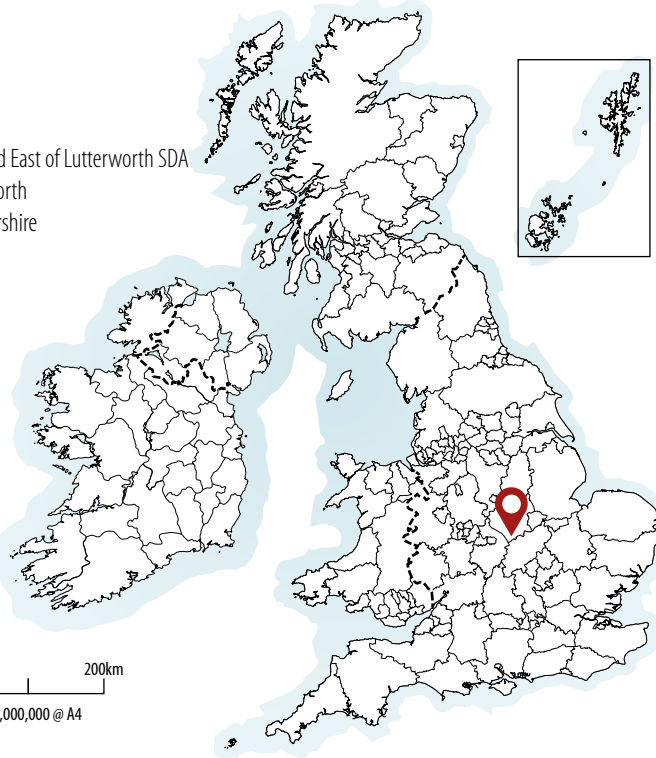 d East of Lutterworth SDA
orth
rshire
200km
,000,000 @ A4